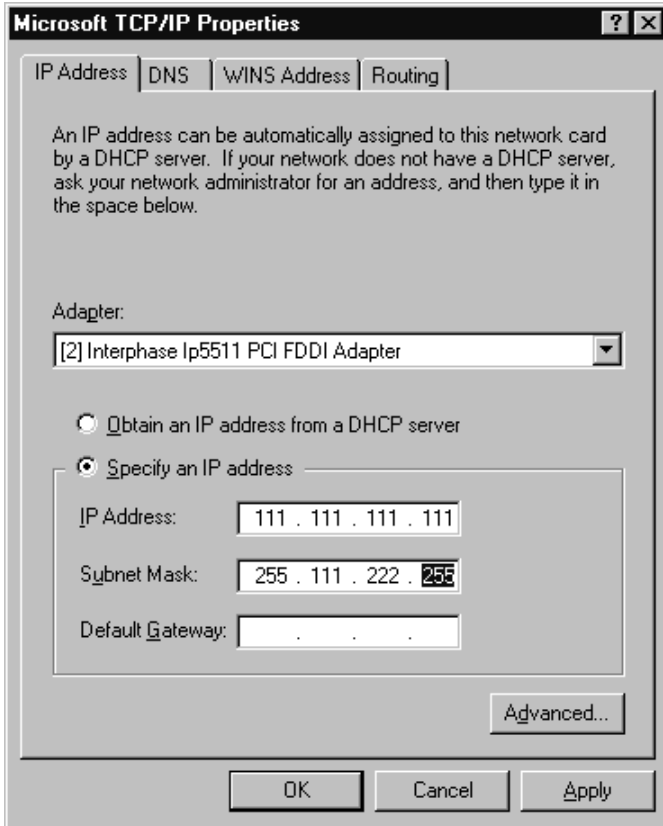 Microsoft TCP/IP Properties
IP Address DNS WINS Address Routing
An IP address can be automatically assigned to this network card
by a DHCP server. If your network does not have a DHCP server,
ask your network administrator for an address, and then type it in
the space below.
Adapter:
[2] Interphase Ip5511 PCI FDDI Adapter
Obtain an IP address from a DHCP server
Specify an IP address
IP Address: 111 . 111 . 111 . 111
Subnet Mask: 255 . 111 . 222 . 255
Default Gateway: . . .
Advanced...
OK Cancel Apply